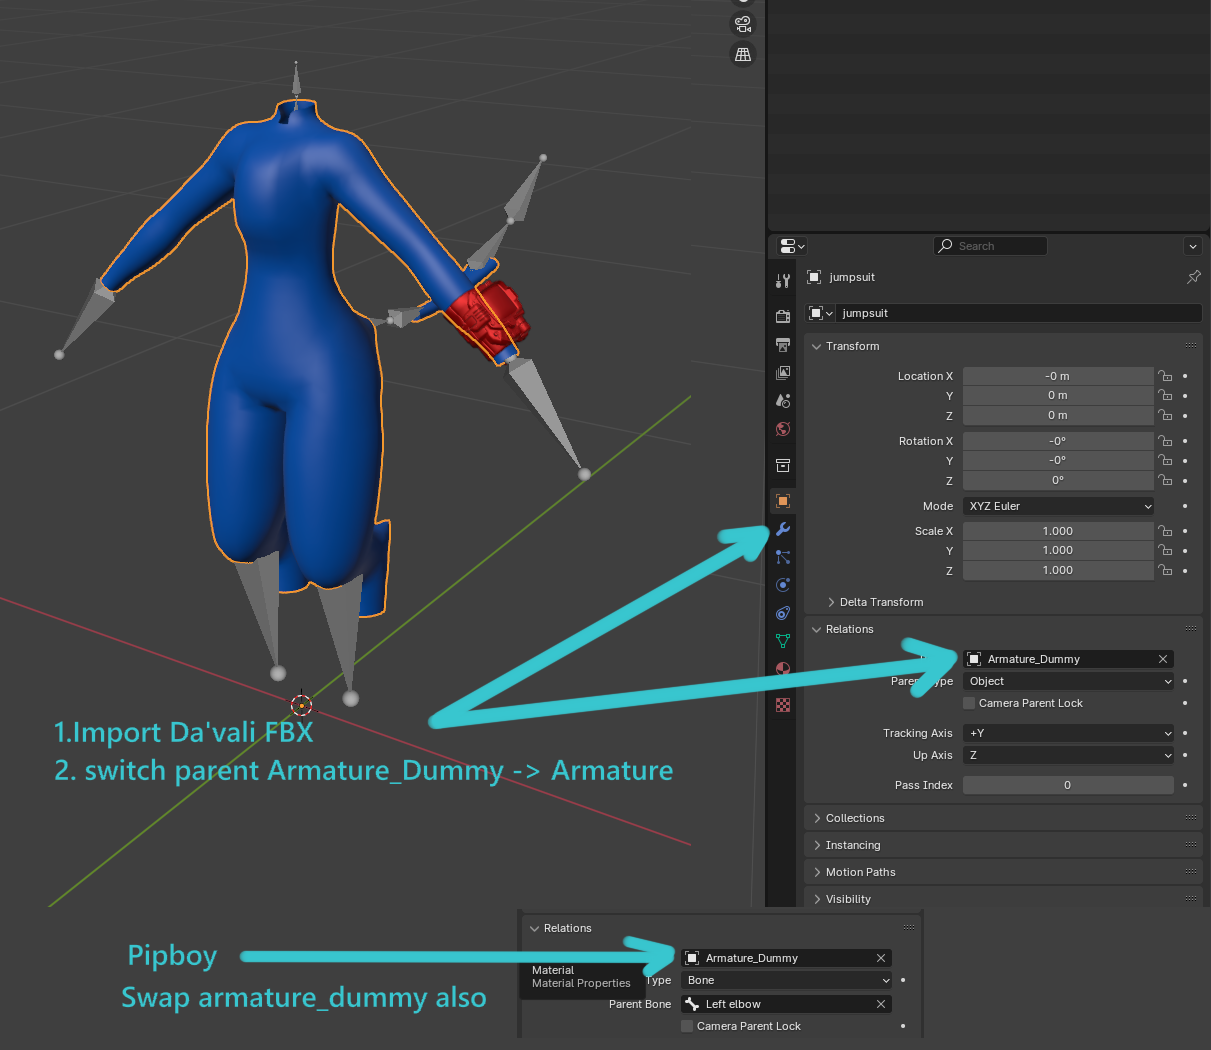 Search
jumpsuit
jumpsuit
Transform
Location X -0 m
Y 0 m
Z 0 m
Rotation X -0°
Y -0°
Z 0°
Mode XYZ Euler
Scale X 1.000
Y 1.000
Z 1.000
Delta Transform
Relations
Armature_Dummy
Type Object
Camera Parent Lock
Tracking Axis +Y
Up Axis Z
Pass Index 0
Collections
Instancing
Motion Paths
Visibility
1.Import Da'vali FBX
2. switch parent Armature_Dummy -> Armature
Pipboy
Swap armature_dummy also
Relations
Armature_Dummy
Material
Material Properties
Type Bone
Parent Bone Left elbow
Camera Parent Lock